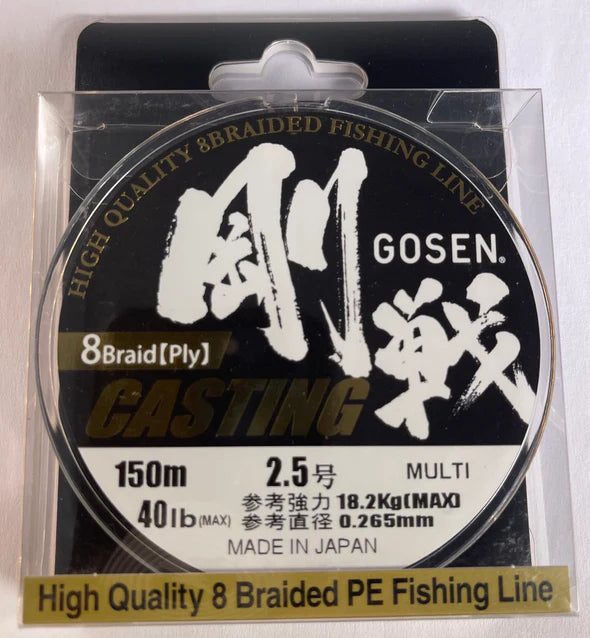 HIGH QUALITY 8BRAIDED FISHING LINE
剛戦
GOSEN®
8Braid【Ply】
CASTING
150m 2.5号 MULTI
40lb(MAX) 参考強力 18.2Kg(MAX)
参考直径 0.265mm
MADE IN JAPAN
High Quality 8 Braided PE Fishing Line